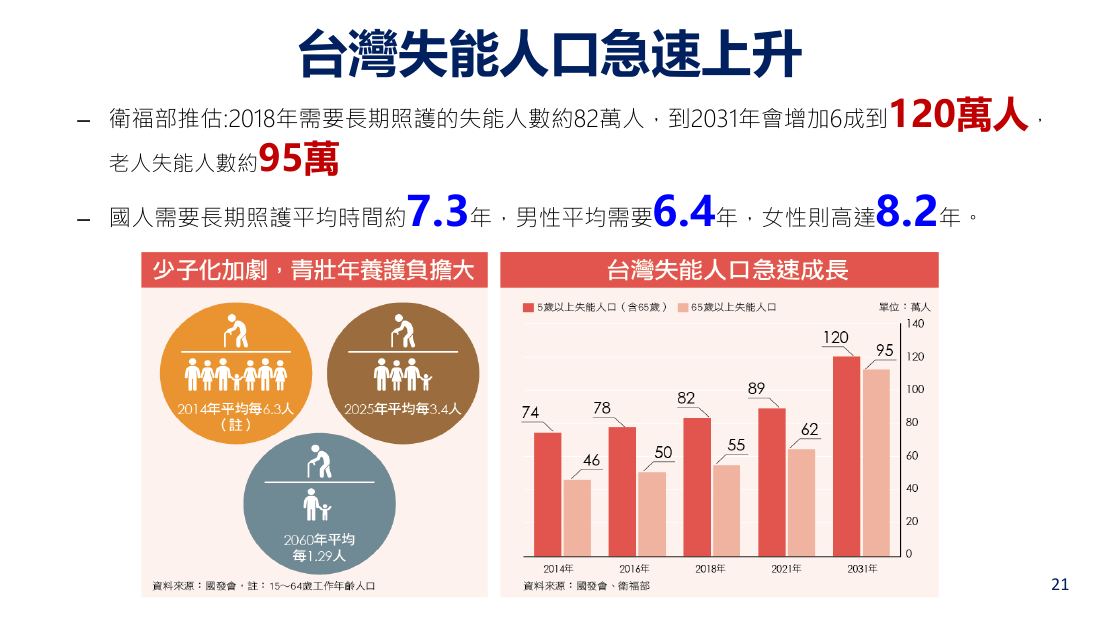 台灣失能人口急速上升
– 衛福部推估:2018年需要長期照護的失能人數約82萬人，到2031年會增加6成到120萬人，
老人失能人數約95萬
– 國人需要長期照護平均時間約7.3年，男性平均需要6.4年，女性則高達8.2年。
少子化加劇，青壯年養護負擔大
2014年平均每6.3人
（註）
2025年平均每3.4人
2060年平均
每1.29人
資料來源：國發會，註：15～64歲工作年齡人口
台灣失能人口急速成長
5歲以上失能人口（含65歲） 65歲以上失能人口 單位：萬人
140
120
100
80
60
40
20
0
74 46 78 50 82 55 89 62 120 95
2014年 2016年 2018年 2021年 2031年
資料來源：國發會、衛福部
21